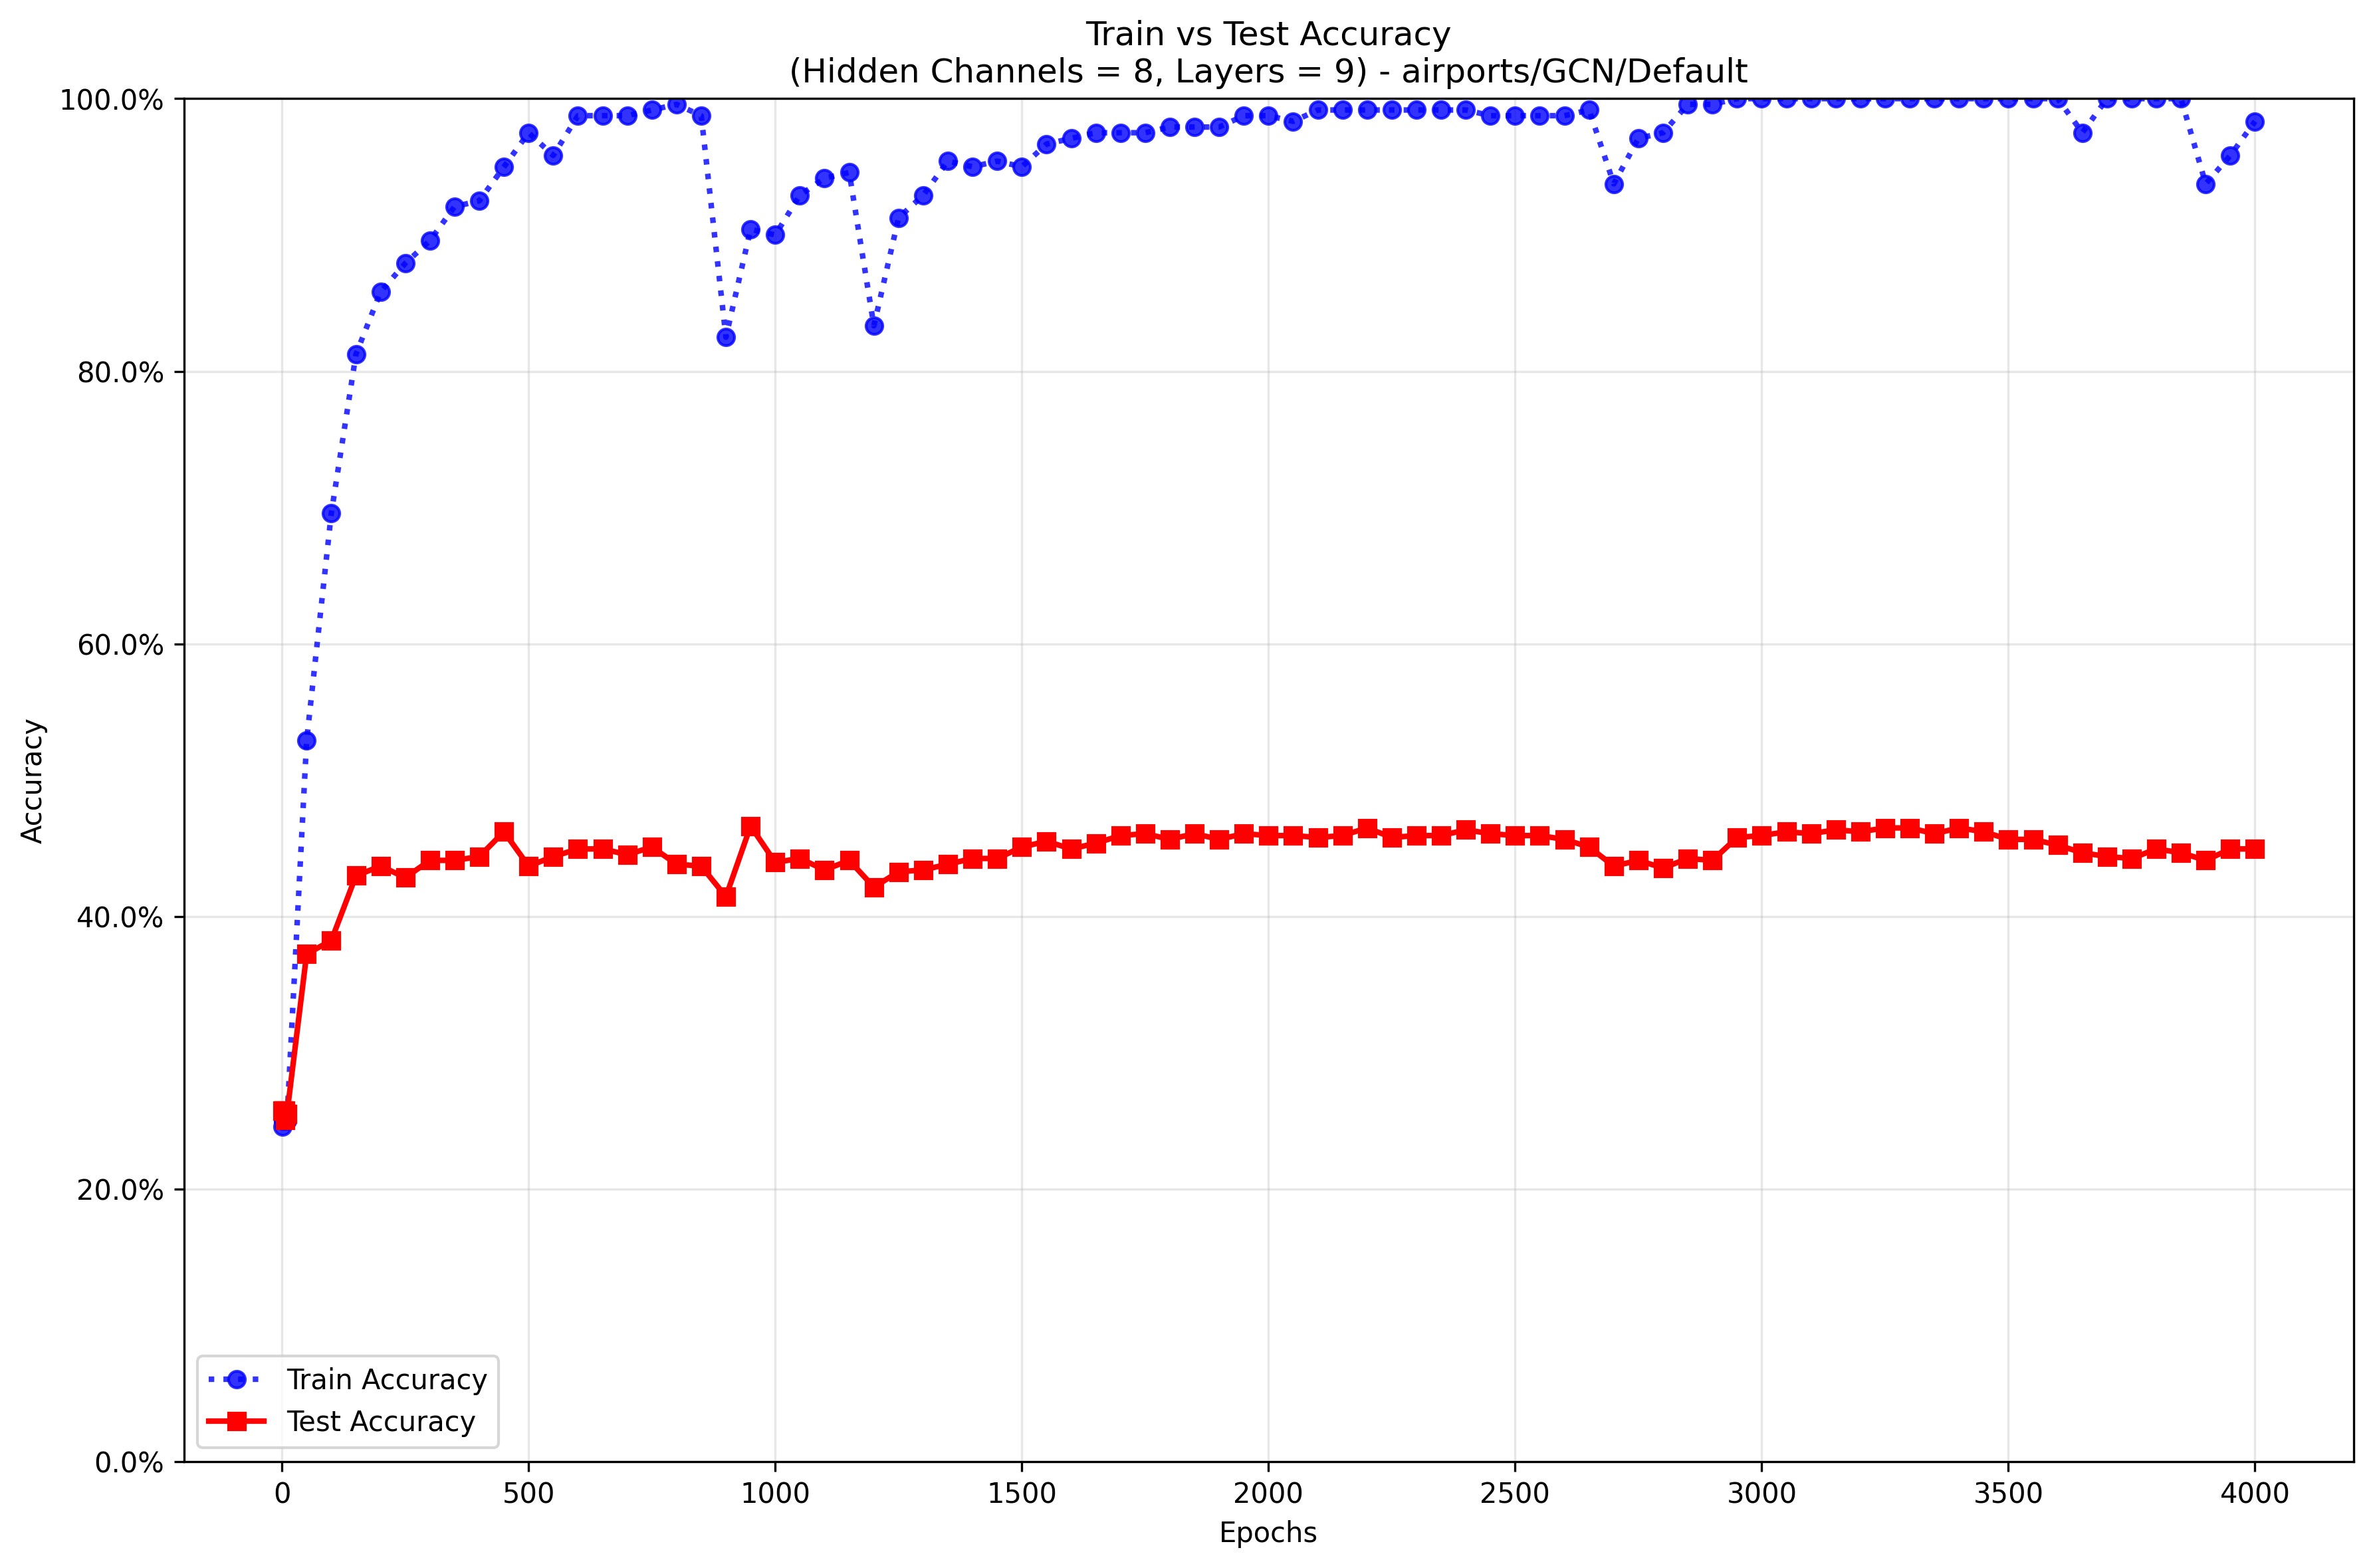 Train vs Test Accuracy
(Hidden Channels = 8, Layers = 9) - airports/GCN/Default
100.0%
80.0%
60.0%
40.0%
20.0%
0.0%
Accuracy
Train Accuracy
Test Accuracy
0 500 1000 1500 2000 2500 3000 3500 4000
Epochs